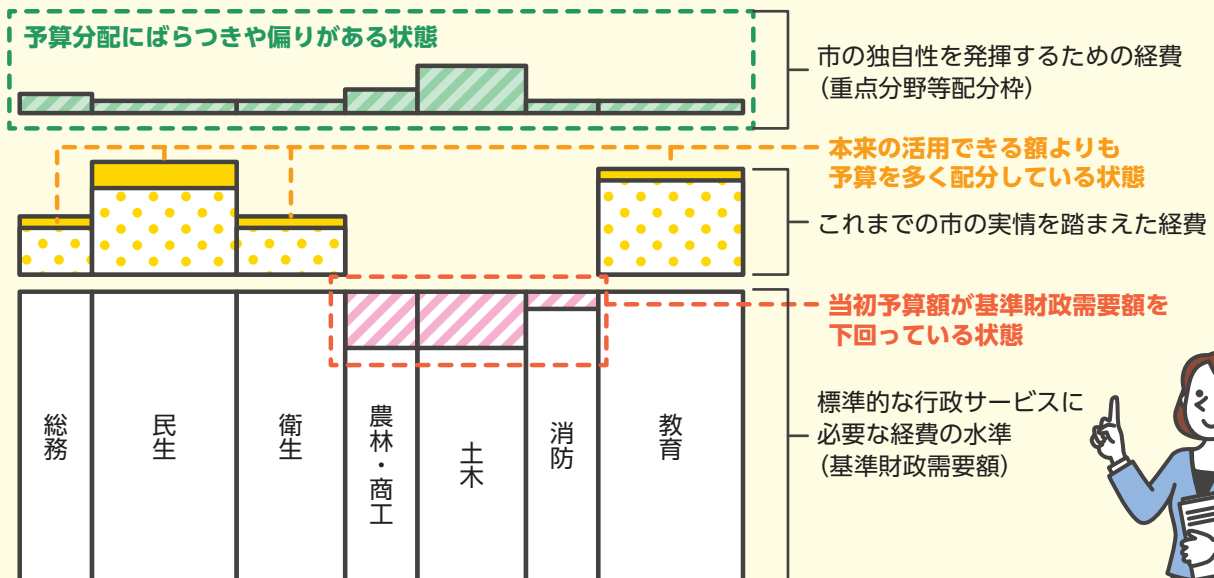 予算分配にばらつきや偏りがある状態
市の独自性を発揮するための経費
（重点分野等配分枠）
本来の活用できる額よりも
予算を多く配分している状態
これまでの市の実情を踏まえた経費
当初予算額が基準財政需要額を
下回っている状態
標準的な行政サービスに
必要な経費の水準
（基準財政需要額）
総務
民生
衛生
農林・商工
土木
消防
教育